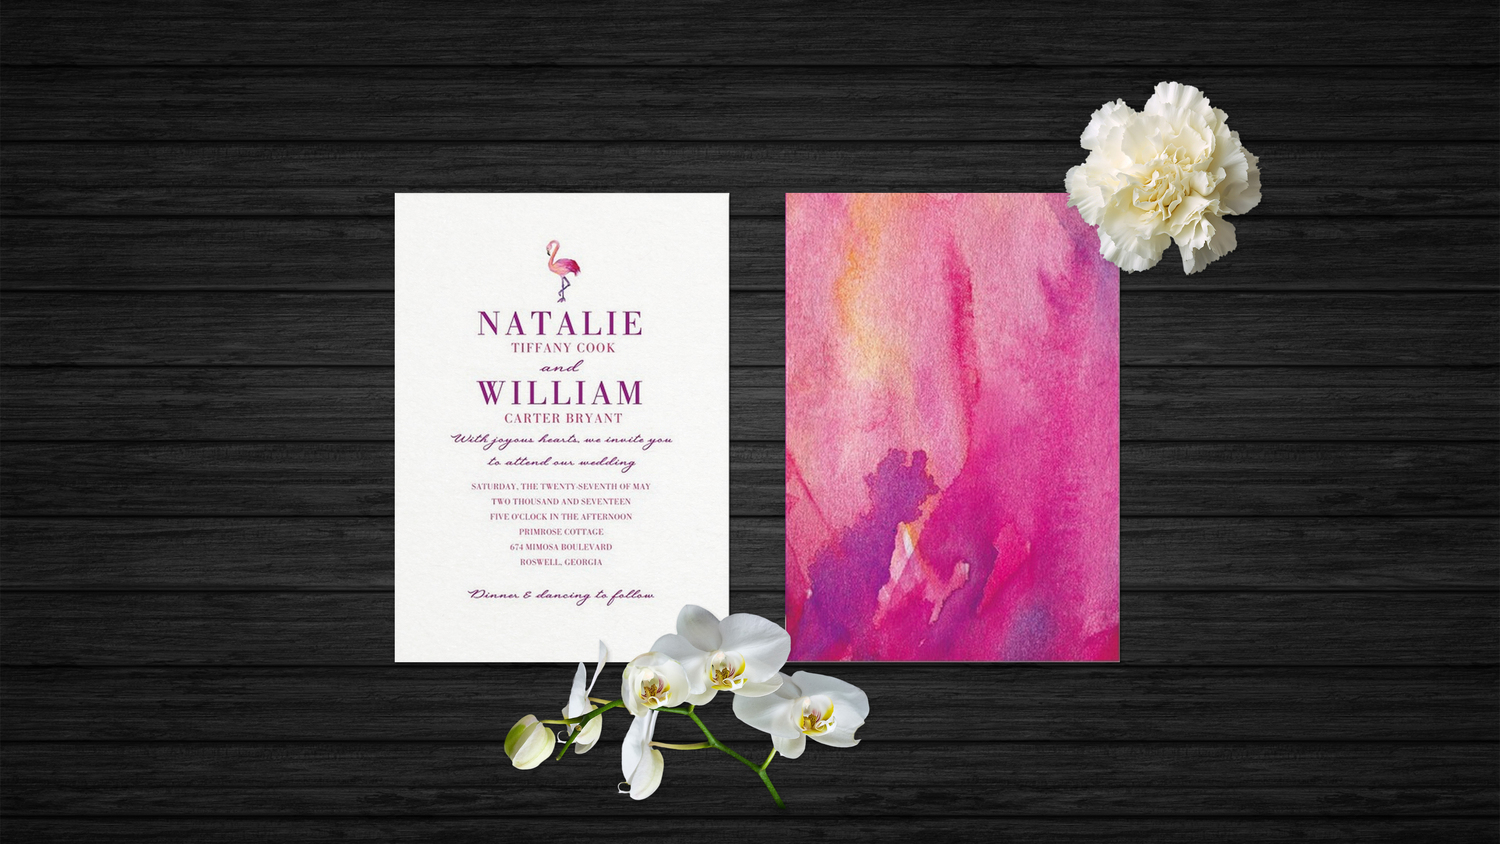 NATALIE
TIFFANY COOK
and
WILLIAM
CARTER BRYANT
With joyous hearts, we invite you
to attend our wedding
SATURDAY, THE TWENTY-SEVENTH OF MAY
TWO THOUSAND AND SEVENTEEN
FIVE O'CLOCK IN THE AFTERNOON
PRIMROSE COTTAGE
674 MIMOSA BOULEVARD
ROSWELL, GEORGIA
Dinner & dancing to follow